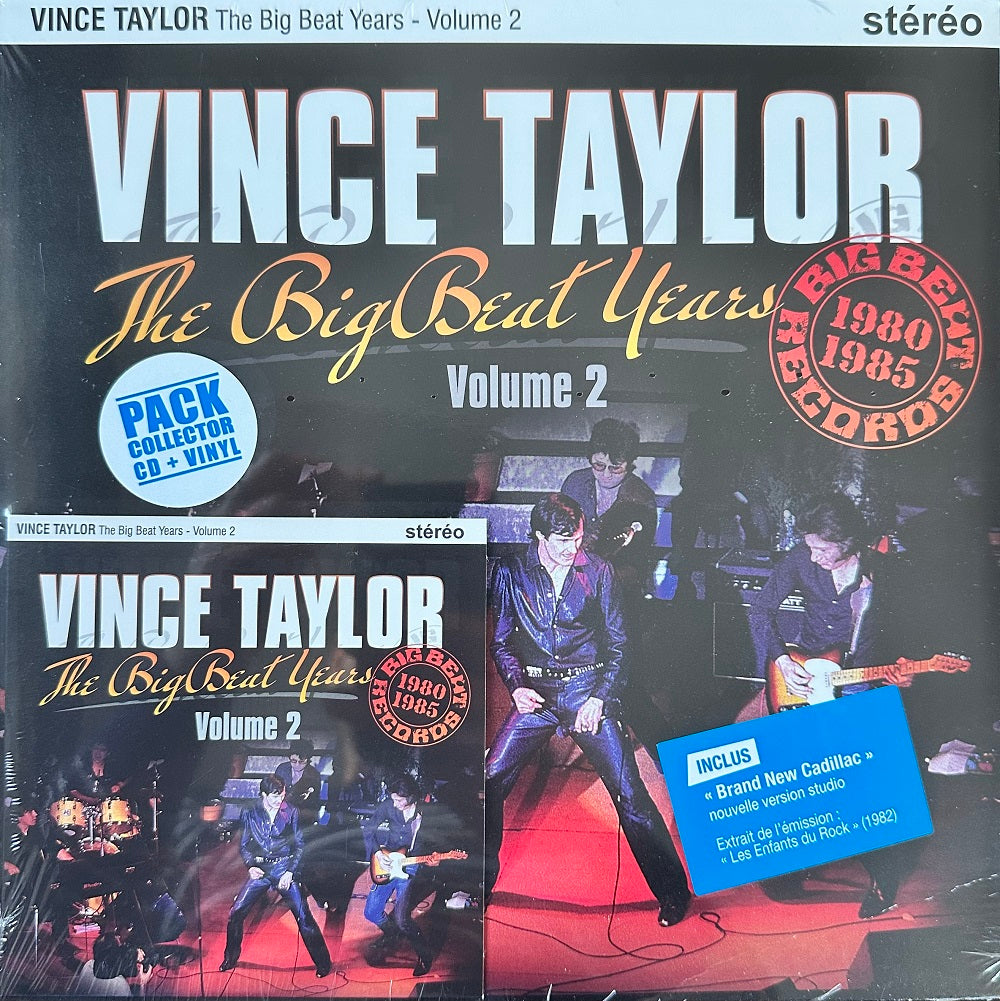 VINCE TAYLOR The Big Beat Years - Volume 2
stéréo
VINCE TAYLOR
The Big Beat Years
Volume 2
BIG BEAT RECORDS
1980
1985
PACK
COLLECTOR
CD + VINYL
VINCE TAYLOR The Big Beat Years - Volume 2
stéréo
VINCE TAYLOR
The Big Beat Years
Volume 2
BIG BEAT RECORDS
1980
1985
INCLUS
« Brand New Cadillac »
nouvelle version studio
Extrait de l'émission :
« Les Enfants du Rock » (1982)